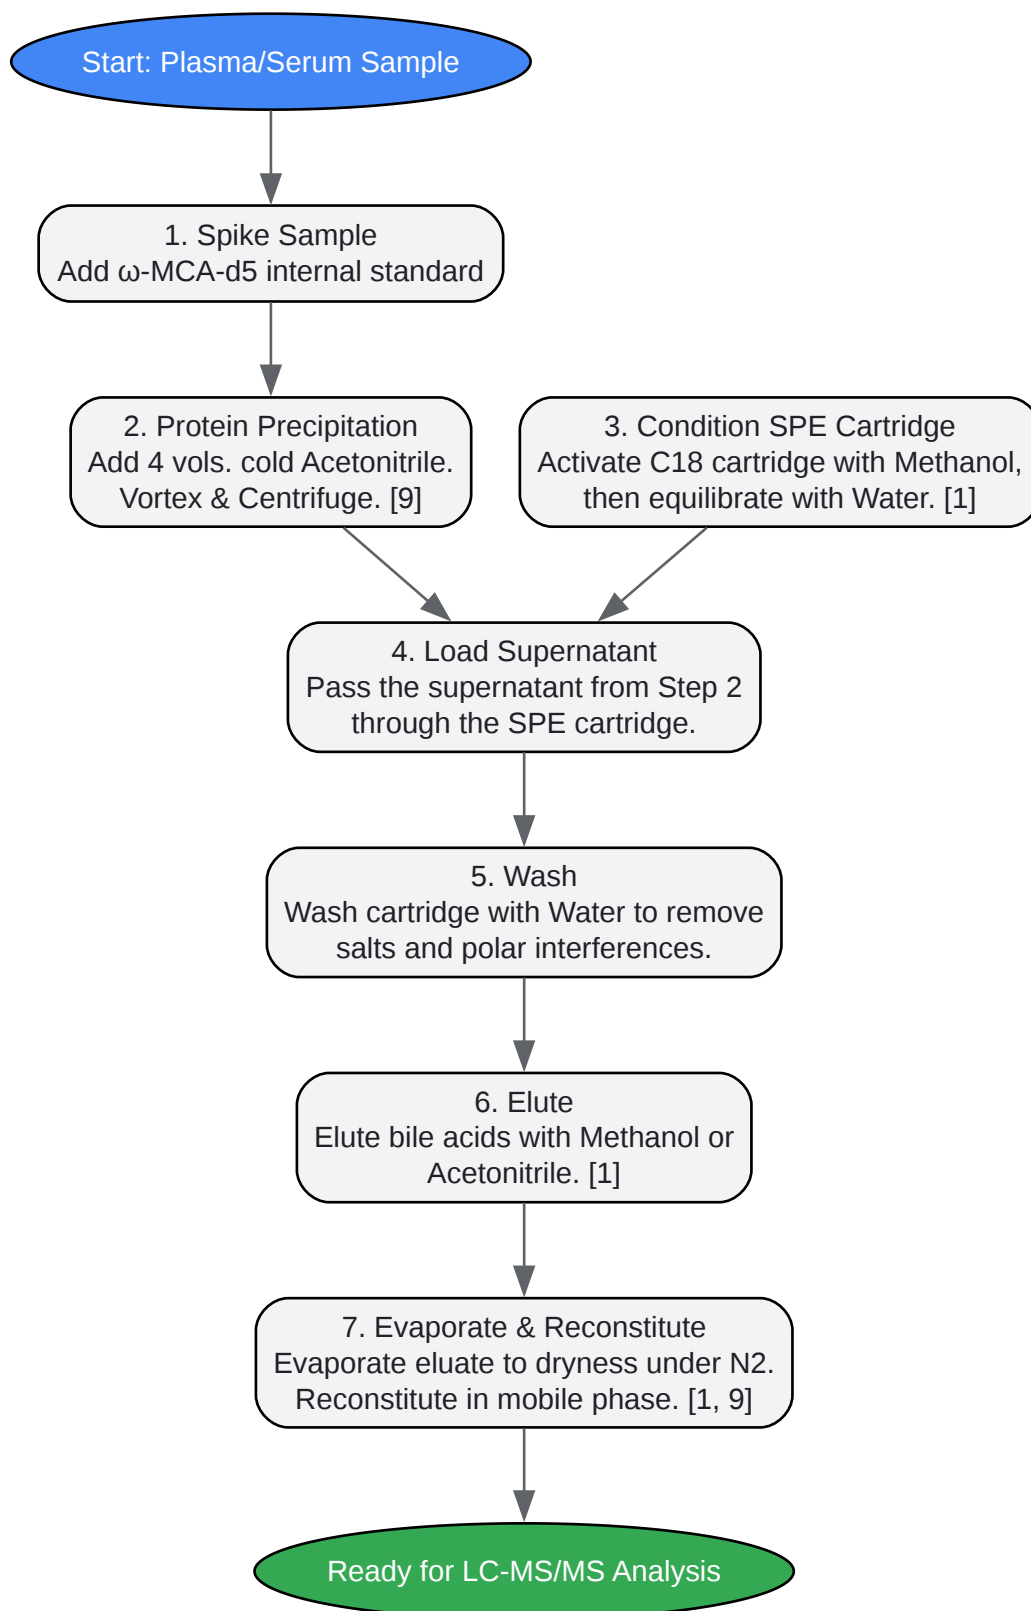 Start: Plasma/Serum Sample
1. Spike Sample
Add ω-MCA-d5 internal standard
2. Protein Precipitation
Add 4 vols. cold Acetonitrile.
Vortex & Centrifuge. [9]
3. Condition SPE Cartridge
Activate C18 cartridge with Methanol,
then equilibrate with Water. [1]
4. Load Supernatant
Pass the supernatant from Step 2
through the SPE cartridge.
5. Wash
Wash cartridge with Water to remove
salts and polar interferences.
6. Elute
Elute bile acids with Methanol or
Acetonitrile. [1]
7. Evaporate & Reconstitute
Evaporate eluate to dryness under N2.
Reconstitute in mobile phase. [1, 9]
Ready for LC-MS/MS Analysis